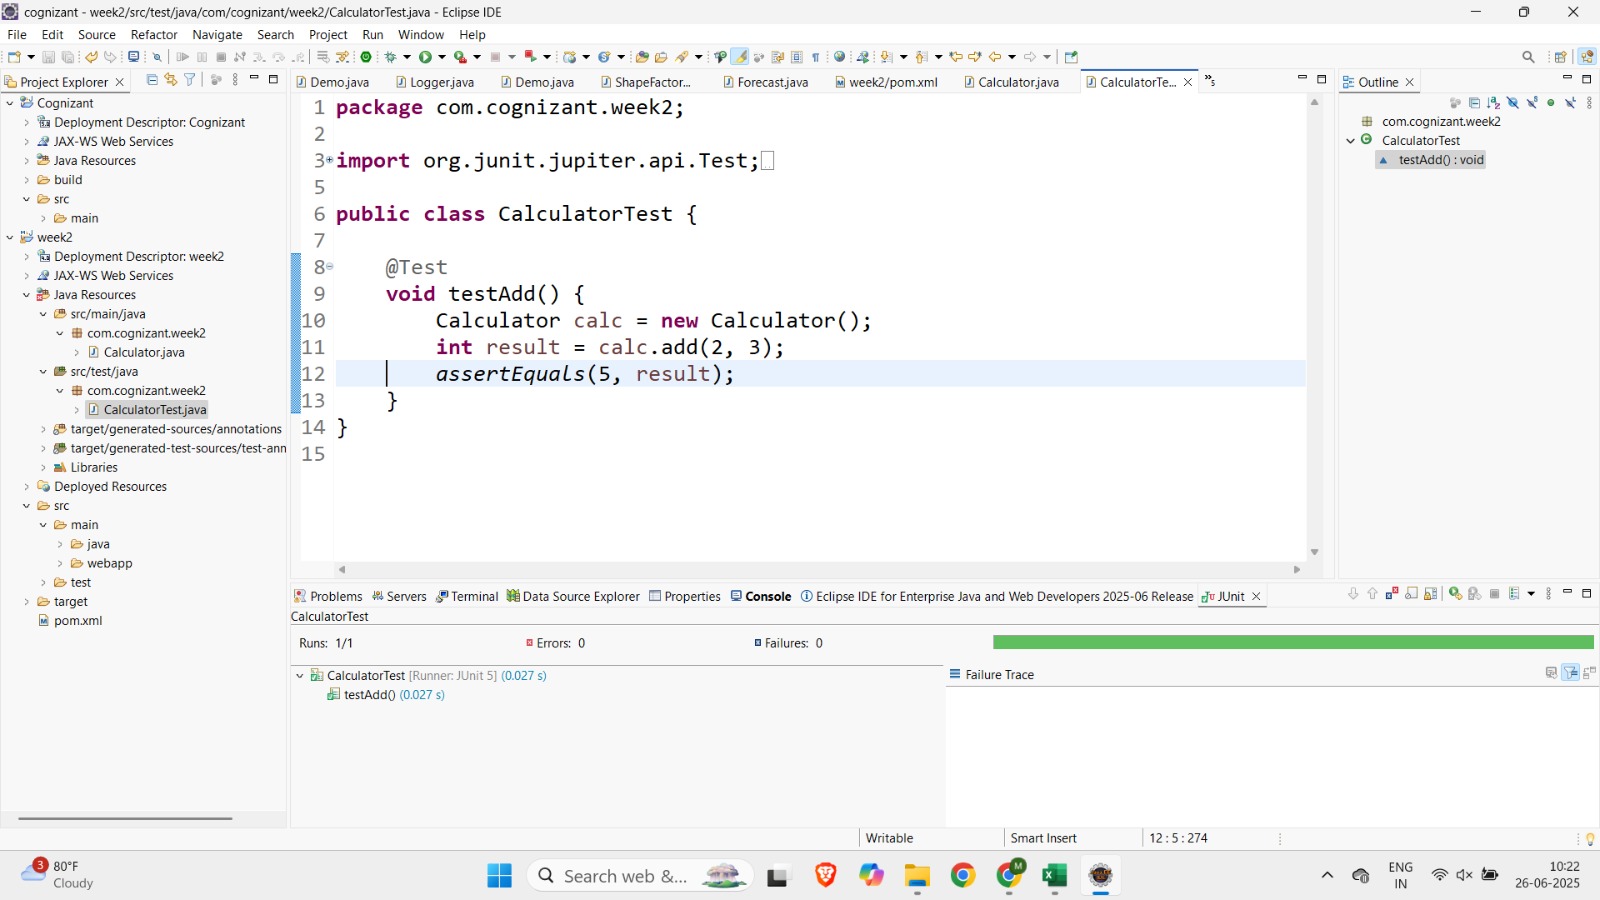 cognizant - week2/src/test/java/com/cognizant/week2/CalculatorTest.java - Eclipse IDE
File Edit Source Refactor Navigate Search Project Run Window Help
Project Explorer
Demo.java Logger.java Demo.java ShapeFactor... Forecast.java week2/pom.xml Calculator.java CalculatorTe... »5
Outline
Cognizant
Deployment Descriptor: Cognizant
JAX-WS Web Services
Java Resources
build
src
main
week2
Deployment Descriptor: week2
JAX-WS Web Services
Java Resources
src/main/java
com.cognizant.week2
Calculator.java
src/test/java
com.cognizant.week2
CalculatorTest.java
target/generated-sources/annotations
target/generated-test-sources/test-ann
Libraries
Deployed Resources
src
main
java
webapp
test
target
pom.xml
1 package com.cognizant.week2;
2
3 import org.junit.jupiter.api.Test;
5
6 public class CalculatorTest {
7
8 @Test
9 void testAdd() {
10 Calculator calc = new Calculator();
11 int result = calc.add(2, 3);
12 assertEquals(5, result);
13 }
14 }
15
com.cognizant.week2
CalculatorTest
testAdd() : void
Problems Servers Terminal Data Source Explorer Properties Console Eclipse IDE for Enterprise Java and Web Developers 2025-06 Release JUnit
CalculatorTest
Runs: 1/1 Errors: 0 Failures: 0
CalculatorTest [Runner: JUnit 5] (0.027 s)
testAdd() (0.027 s)
Failure Trace
Writable Smart Insert 12 : 5 : 274
3 80°F
Cloudy
Search web &...
M
ENG
IN
10:22
26-06-2025